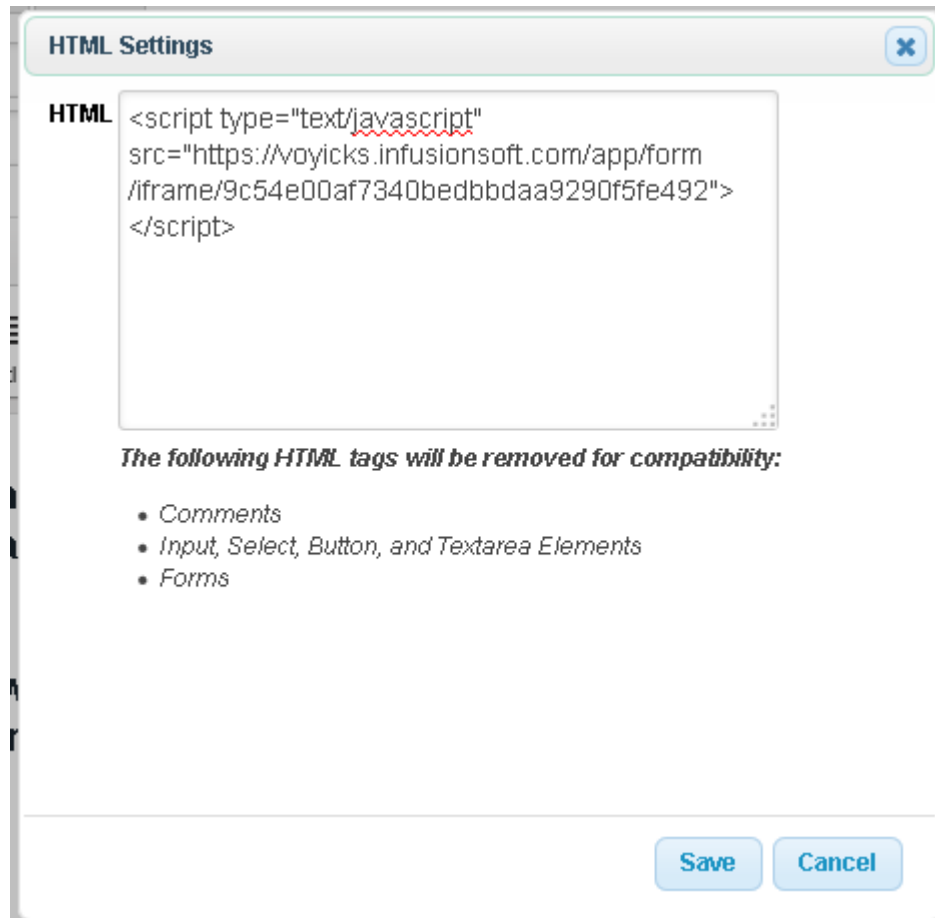 HTML Settings
HTML
<script type="text/javascript"
src="https://voyicks.infusionsoft.com/app/form
/iframe/9c54e00af7340bedbbdaa9290f5fe492">
</script>
The following HTML tags will be removed for compatibility:
• Comments
• Input, Select, Button, and Textarea Elements
• Forms
Save
Cancel